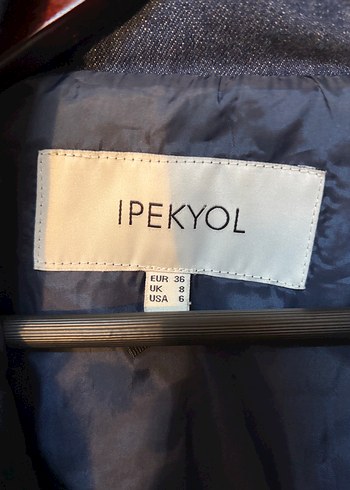 IPEKYOL
EUR 36
UK 8
USA 6